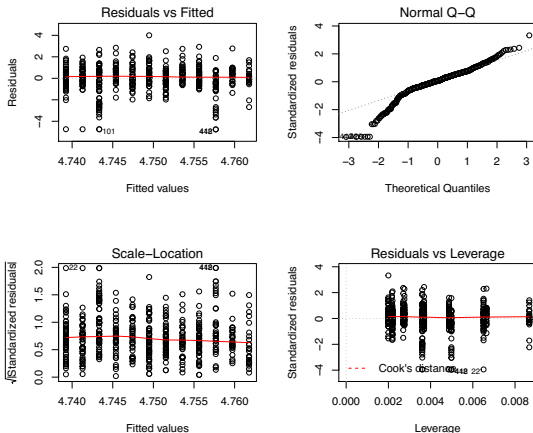 Residuals vs Fitted
Residuals
4
2
0
−4
101
448
4.740 4.745 4.750 4.755 4.760
Fitted values
Normal Q−Q
Standardized residuals
4
2
0
−2
−4
−3 −2 −1 0 1 2 3
Theoretical Quantiles
Scale−Location
√|Standardized residuals|
2.0
1.5
1.0
0.5
0.0
22
448
4.740 4.745 4.750 4.755 4.760
Fitted values
Residuals vs Leverage
Standardized residuals
4
2
0
−2
−4
Cook's distance
448 22
0.000 0.002 0.004 0.006 0.008
Leverage